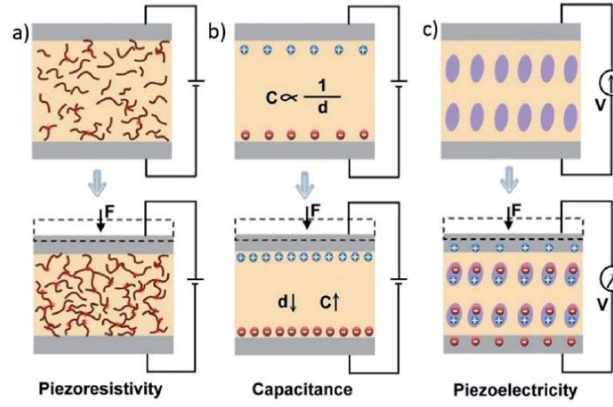 a)
b)
c)
C ∝ 1/d
V
F
F
F
d↓ C↑
V
Piezoresistivity
Capacitance
Piezoelectricity